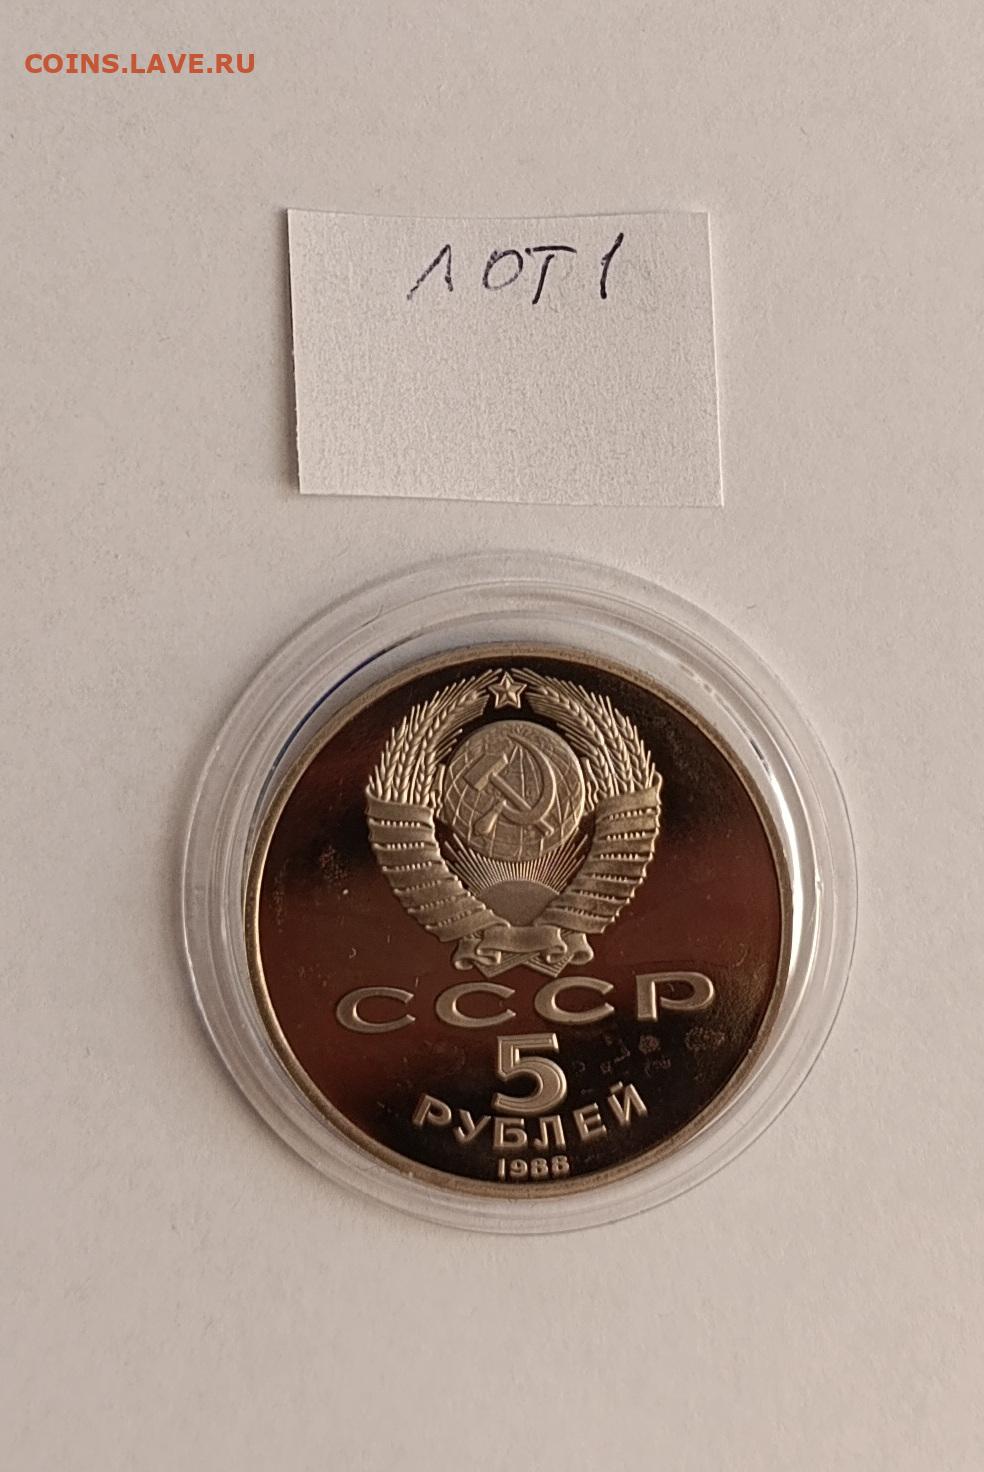 COINS.LAVE.RU
ЛОТ 1
СССР
5
РУБЛЕЙ
1988